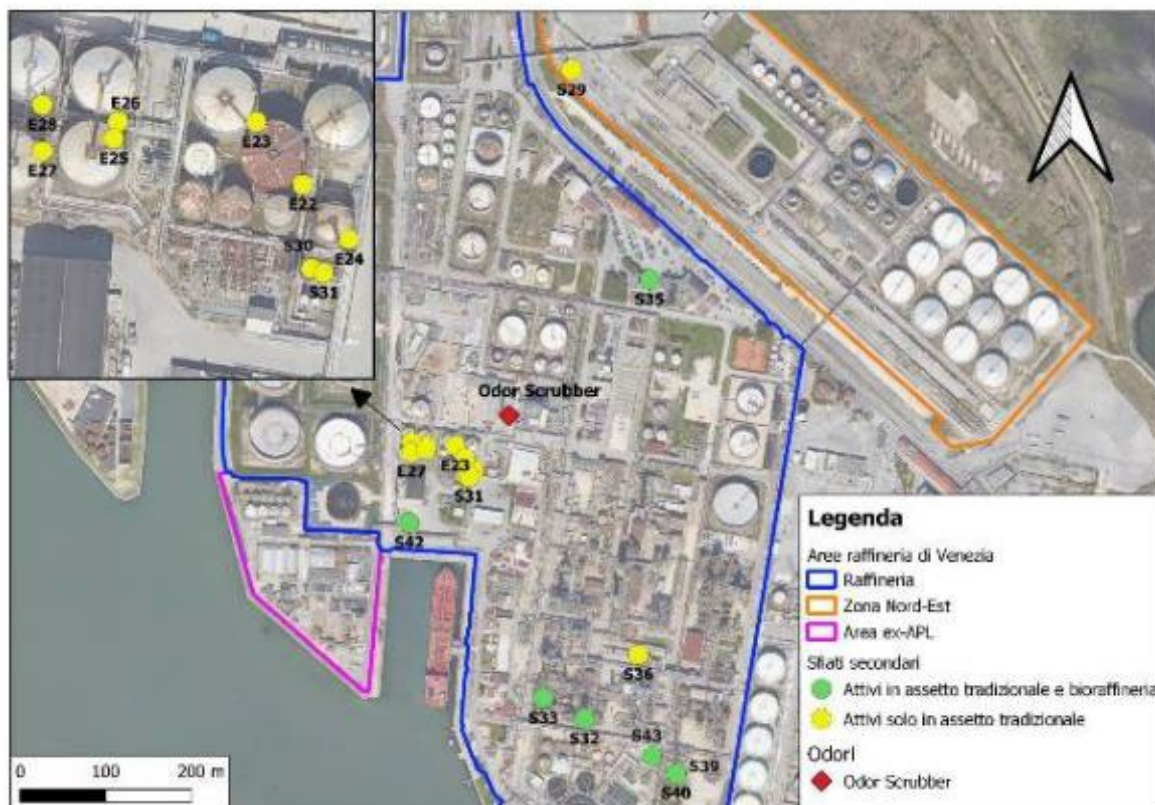 E26
E28
E25
E27
E23
E22
S30
E24
S31
S29
S35
Odor Scrubber
E27
E23
S31
S42
S36
S33
S32
S43
S39
S40
0 100 200 m
Legenda
Aree raffineria di Venezia
Raffineria
Zona Nord-Est
Area ex-APL
Sfiati secondari
Attivi in assetto tradizionale e bioraffineria
Attivi solo in assetto tradizionale
Odori
Odor Scrubber